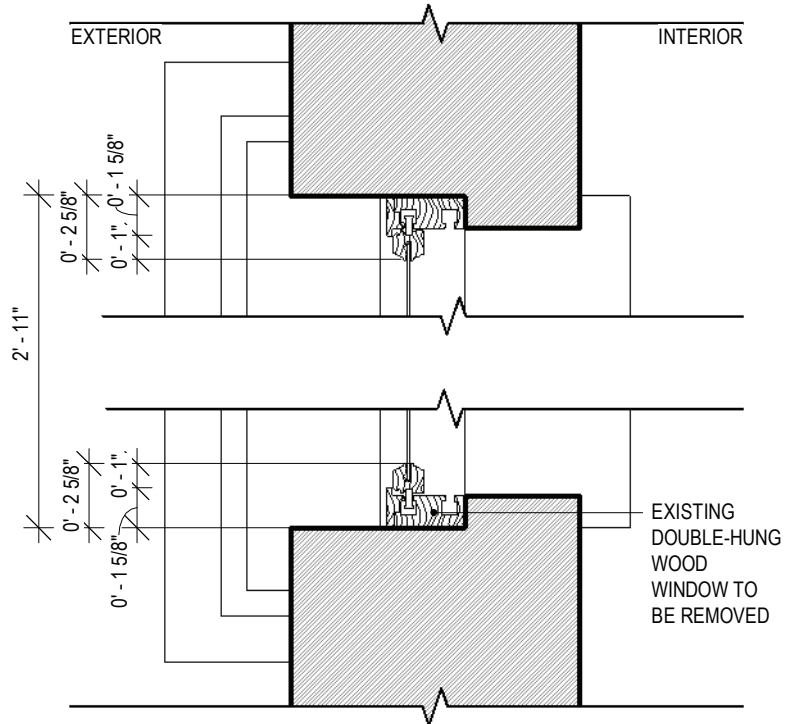 EXTERIOR
INTERIOR
0' - 1 5/8"
0' - 2 5/8"
0' - 1"
2' - 11"
0' - 1"
0' - 2 5/8"
0' - 1 5/8"
EXISTING
DOUBLE-HUNG
WOOD
WINDOW TO
BE REMOVED